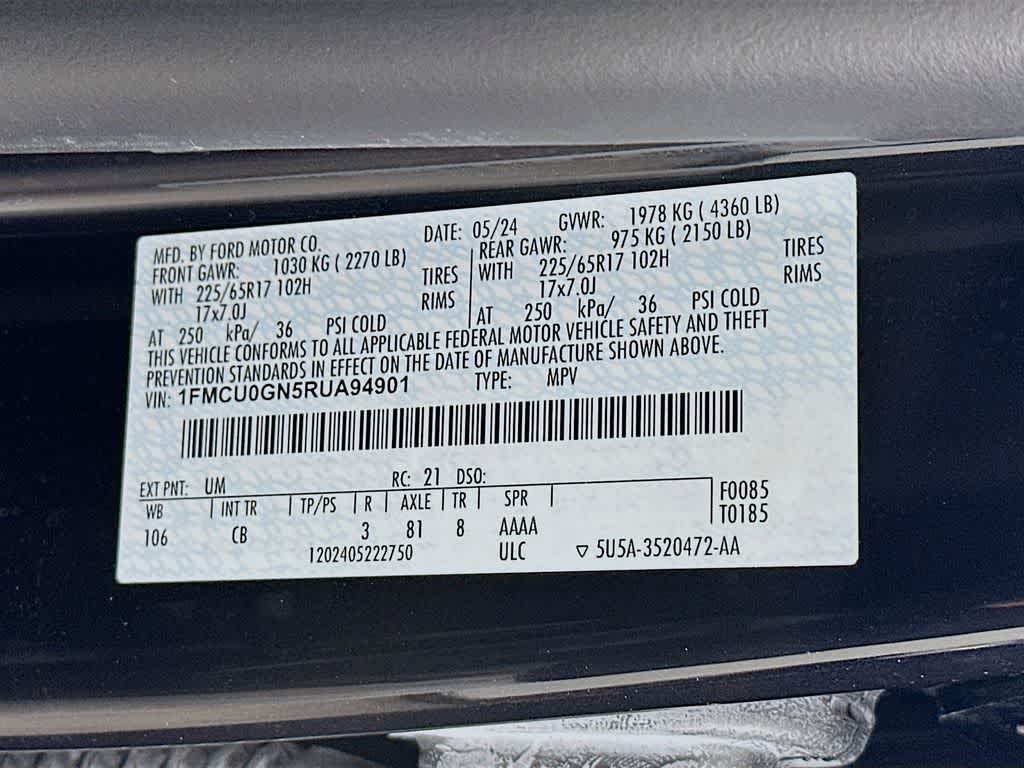 MFD. BY FORD MOTOR CO. DATE: 05/24 GVWR: 1978 KG ( 4360 LB)
FRONT GAWR: 1030 KG ( 2270 LB) REAR GAWR: 975 KG ( 2150 LB)
WITH 225/65R17 102H TIRES WITH 225/65R17 102H TIRES
17x7.0J RIMS 17x7.0J RIMS
AT 250 kPa/ 36 PSI COLD AT 250 kPa/ 36 PSI COLD
THIS VEHICLE CONFORMS TO ALL APPLICABLE FEDERAL MOTOR VEHICLE SAFETY AND THEFT
PREVENTION STANDARDS IN EFFECT ON THE DATE OF MANUFACTURE SHOWN ABOVE.
VIN: 1FMCU0GN5RUA94901 TYPE: MPV
EXT PNT: UM RC: 21 DSO:
WB INT TR TP/PS R AXLE TR SPR F0085
106 CB 3 81 8 AAAA T0185
1202405222750 ULC ▽ 5U5A-3520472-AA